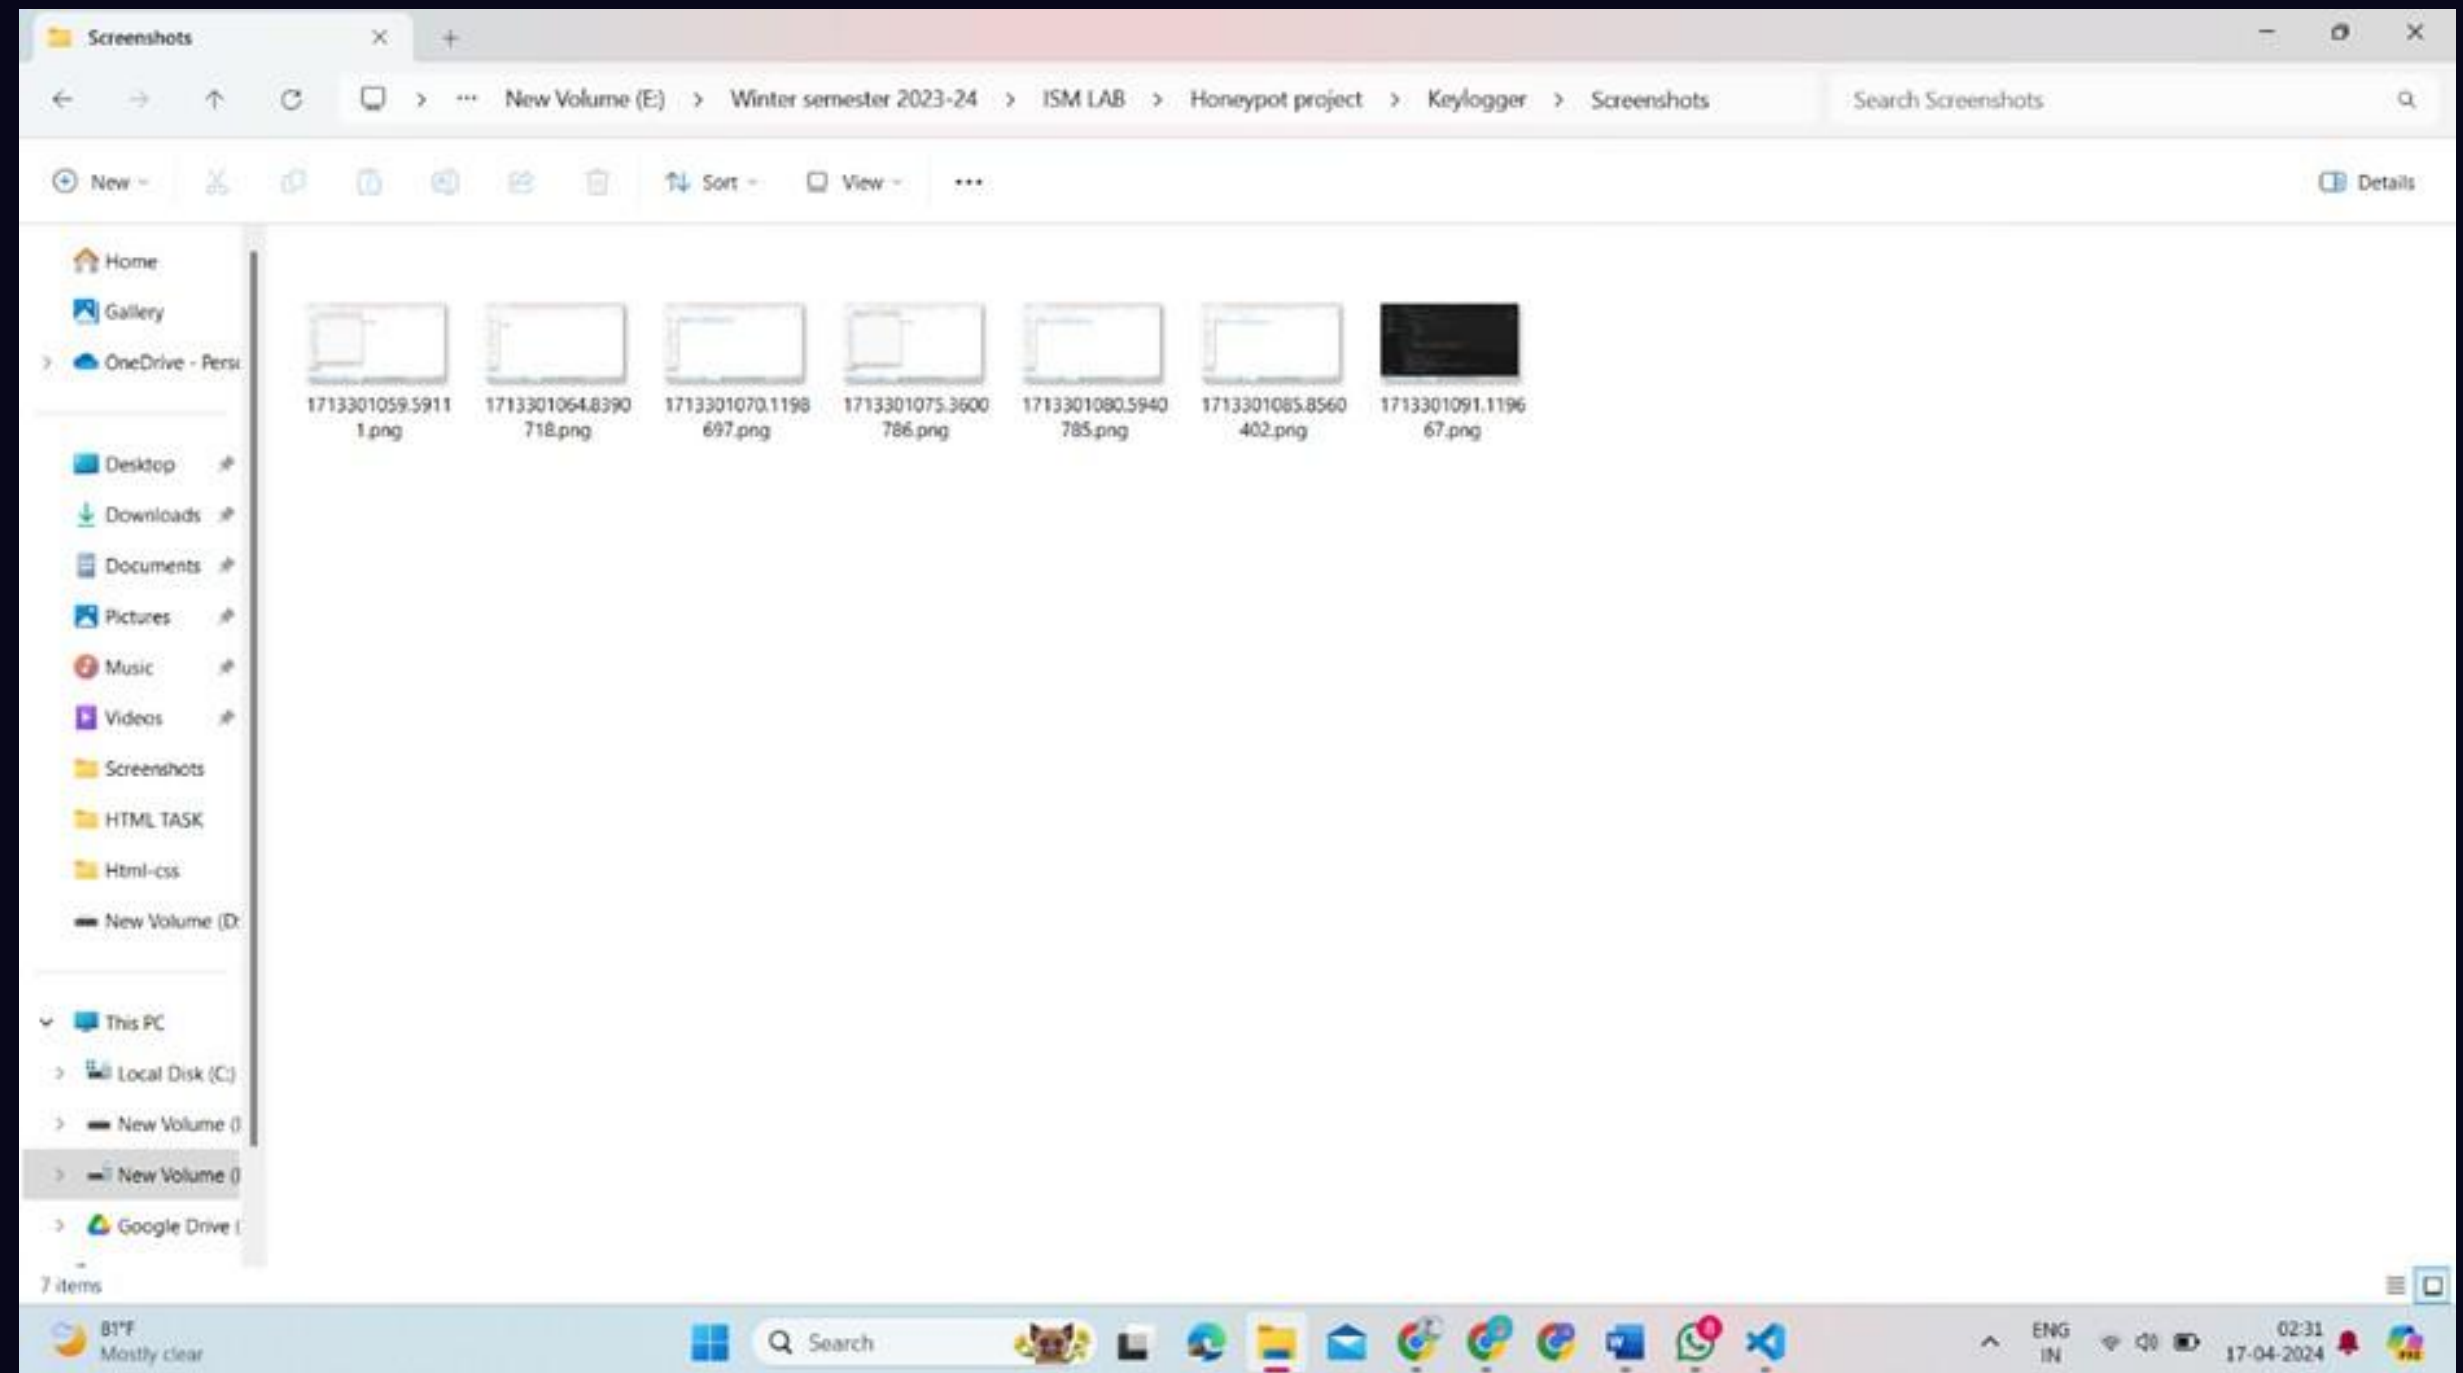 Screenshots
New Volume (E:) > Winter semester 2023-24 > ISM LAB > Honeypot project > Keylogger > Screenshots
Search Screenshots
New
Sort
View
Details
Home
Gallery
OneDrive - Persc
Desktop
Downloads
Documents
Pictures
Music
Videos
Screenshots
HTML TASK
Html-css
New Volume (D:
This PC
Local Disk (C:)
New Volume (
New Volume (
Google Drive (
1713301059.5911
1.png
1713301064.8390
718.png
1713301070.1198
697.png
1713301075.3600
786.png
1713301080.5940
785.png
1713301085.8560
402.png
1713301091.1196
67.png
7 items
81°F
Mostly clear
Search
ENG
IN
02:31
17-04-2024